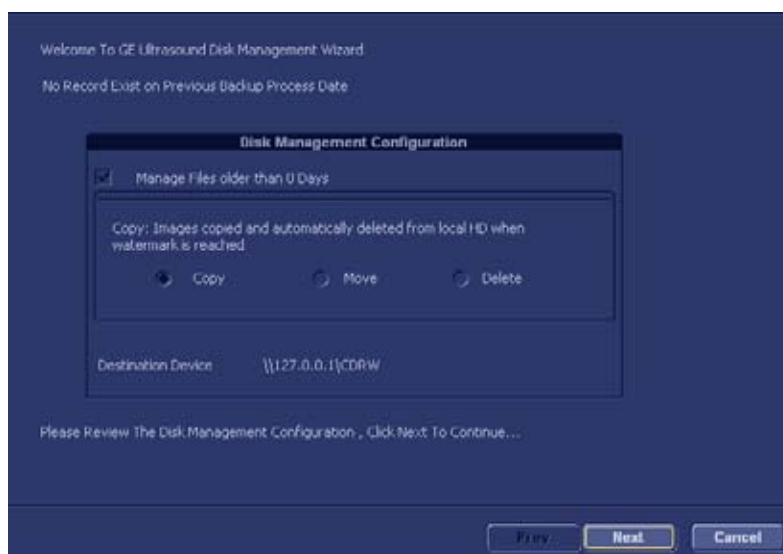 Welcome To GE Ultrasound Disk Management Wizard
No Record Exist on Previous Backup Process Date
Disk Management Configuration
Manage Files older than 0 Days
Copy: Images copied and automatically deleted from local HD when
watermark is reached
Copy Move Delete
Destination Device \\127.0.0.1\CDRW
Please Review The Disk Management Configuration , Click Next To Continue...
Prev Next Cancel